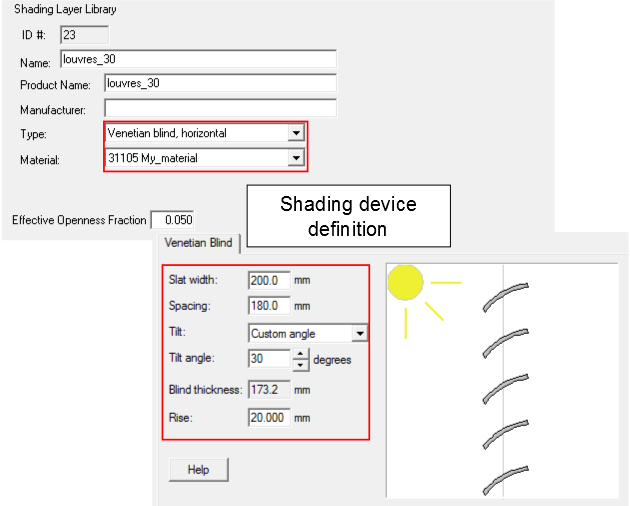 Shading Layer Library
ID #: 23
Name: louvres_30
Product Name: louvres_30
Manufacturer:
Type: Venetian blind, horizontal
Material: 31105 My_material
Effective Openness Fraction 0.050
Shading device
definition
Venetian Blind
Slat width: 200.0 mm
Spacing: 180.0 mm
Tilt: Custom angle
Tilt angle: 30 degrees
Blind thickness: 173.2 mm
Rise: 20.000 mm
Help